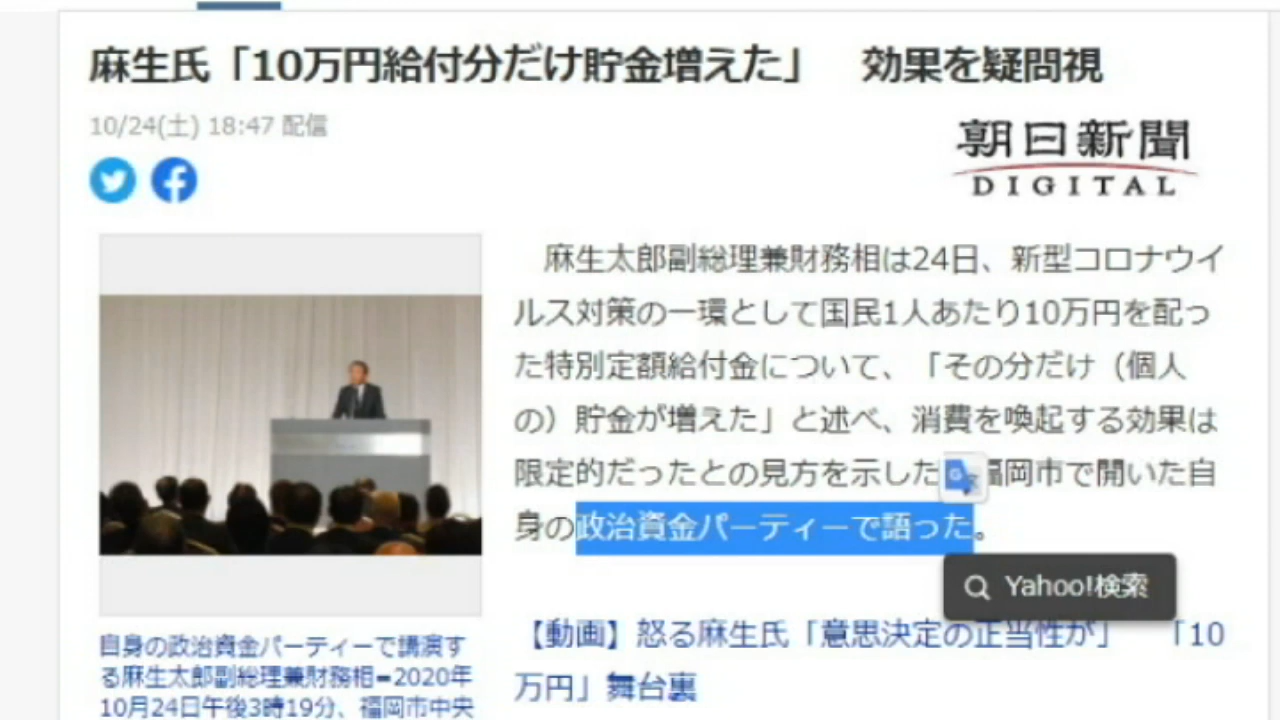 麻生氏「10万円給付分だけ貯金増えた」　効果を疑問視
10/24(土) 18:47 配信
朝日新聞
DIGITAL
麻生太郎副総理兼財務相は24日、新型コロナウイ
ルス対策の一環として国民1人あたり10万円を配っ
た特別定額給付金について、「その分だけ（個人
の）貯金が増えた」と述べ、消費を喚起する効果は
限定的だったとの見方を示した 福岡市で開いた自
身の政治資金パーティーで語った。
Yahoo!検索
【動画】怒る麻生氏「意思決定の正当性が」　「10
万円」舞台裏
自身の政治資金パーティーで講演す
る麻生太郎副総理兼財務相=2020年
10月24日午後3時19分、福岡市中央